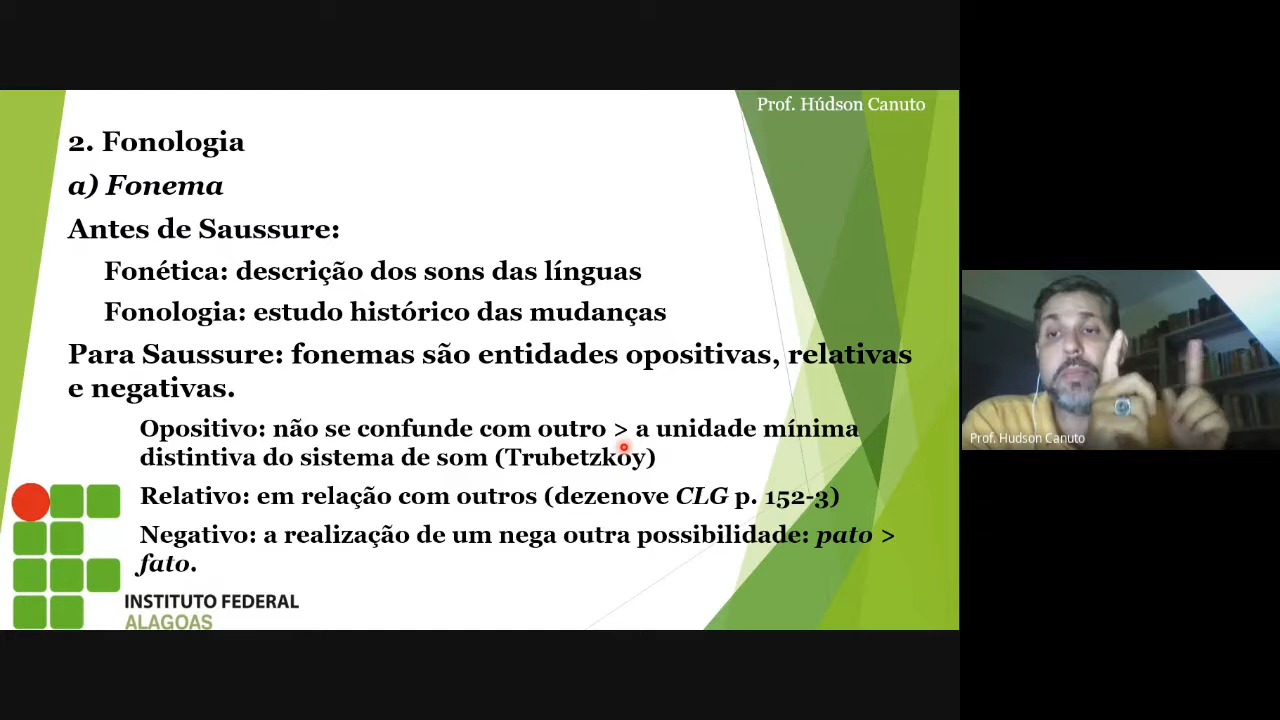 Prof. Húdson Canuto
2. Fonologia
a) Fonema
Antes de Saussure:
Fonética: descrição dos sons das línguas
Fonologia: estudo histórico das mudanças
Para Saussure: fonemas são entidades opositivas, relativas
e negativas.
Opositivo: não se confunde com outro > a unidade mínima
distintiva do sistema de som (Trubetzkoy)
Relativo: em relação com outros (dezenove CLG p. 152-3)
Negativo: a realização de um nega outra possibilidade: pato >
fato.
INSTITUTO FEDERAL
ALAGOAS
Prof. Hudson Canuto